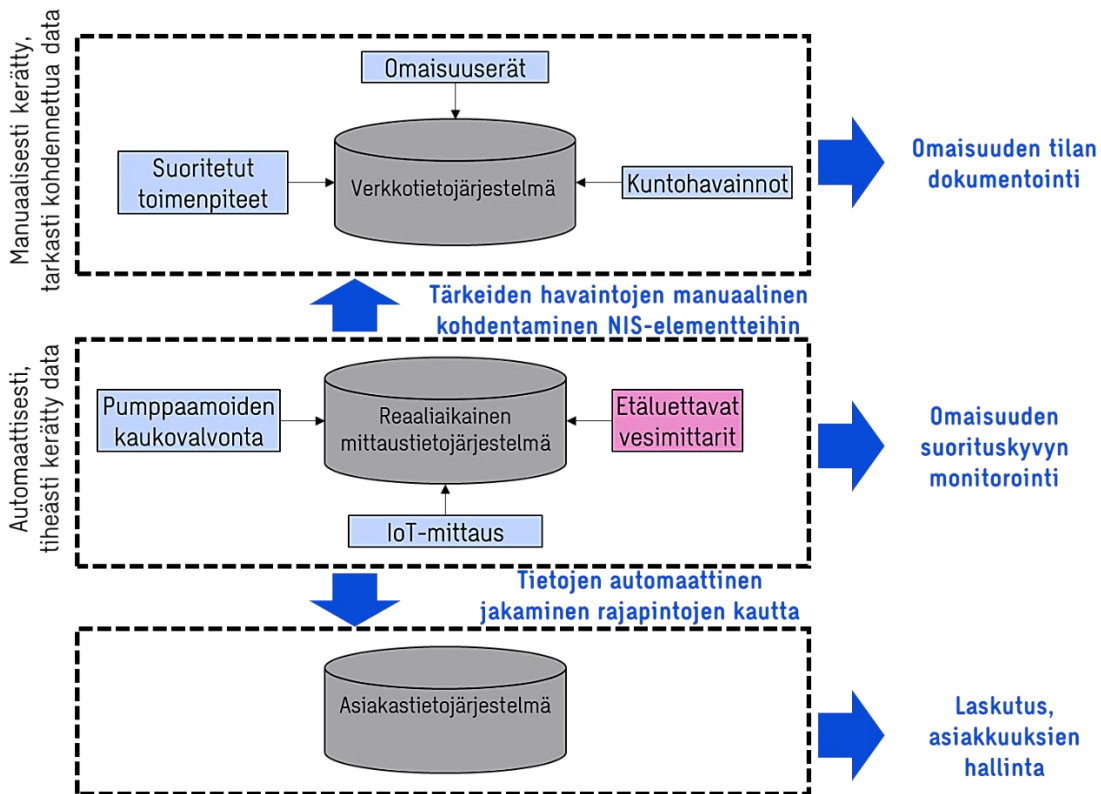 Manuaalisesti kerätty,
tarkasti kohdennettua data
Omaisuuserät
Suoritetut
toimenpiteet
Verkkotietojärjestelmä
Kuntohavainnot
Omaisuuden tilan
dokumentointi
Tärkeiden havaintojen manuaalinen
kohdentaminen NIS-elementteihin
Automaattisesti,
tiheästi kerätty data
Pumppaamoiden
kaukovalvonta
Reaaliaikainen
mittaustietojärjestelmä
Etäluettavat
vesimittarit
IoT-mittaus
Omaisuuden
suorituskyvyn
monitorointi
Tietojen automaattinen
jakaminen rajapintojen kautta
Asiakastietojärjestelmä
Laskutus,
asiakkuuksien
hallinta